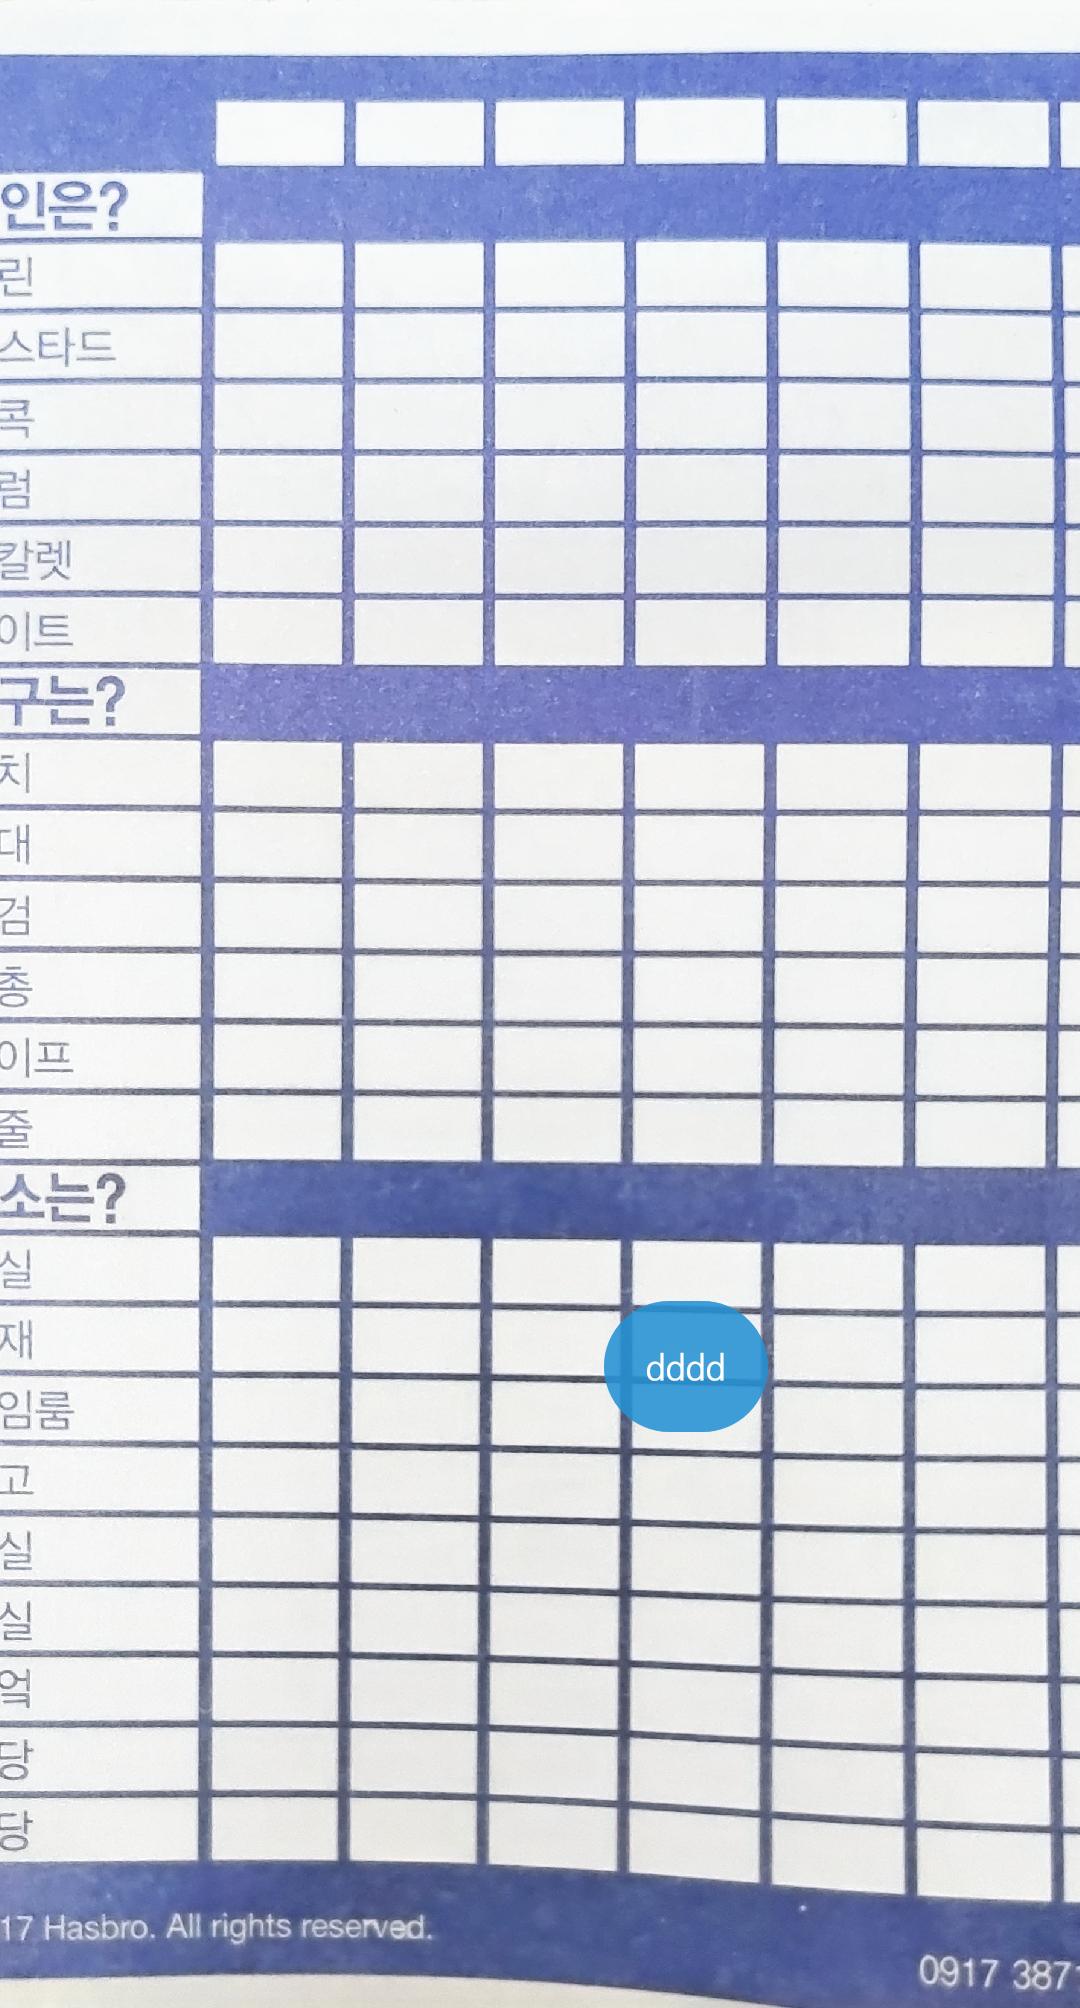 인은?
린
스타드
콕
럼
칼렛
이트
구는?
치
대
검
총
이프
줄
소는?
실
재
dddd
임룸
고
실
실
엌
당
당
17 Hasbro. All rights reserved.
0917 3871